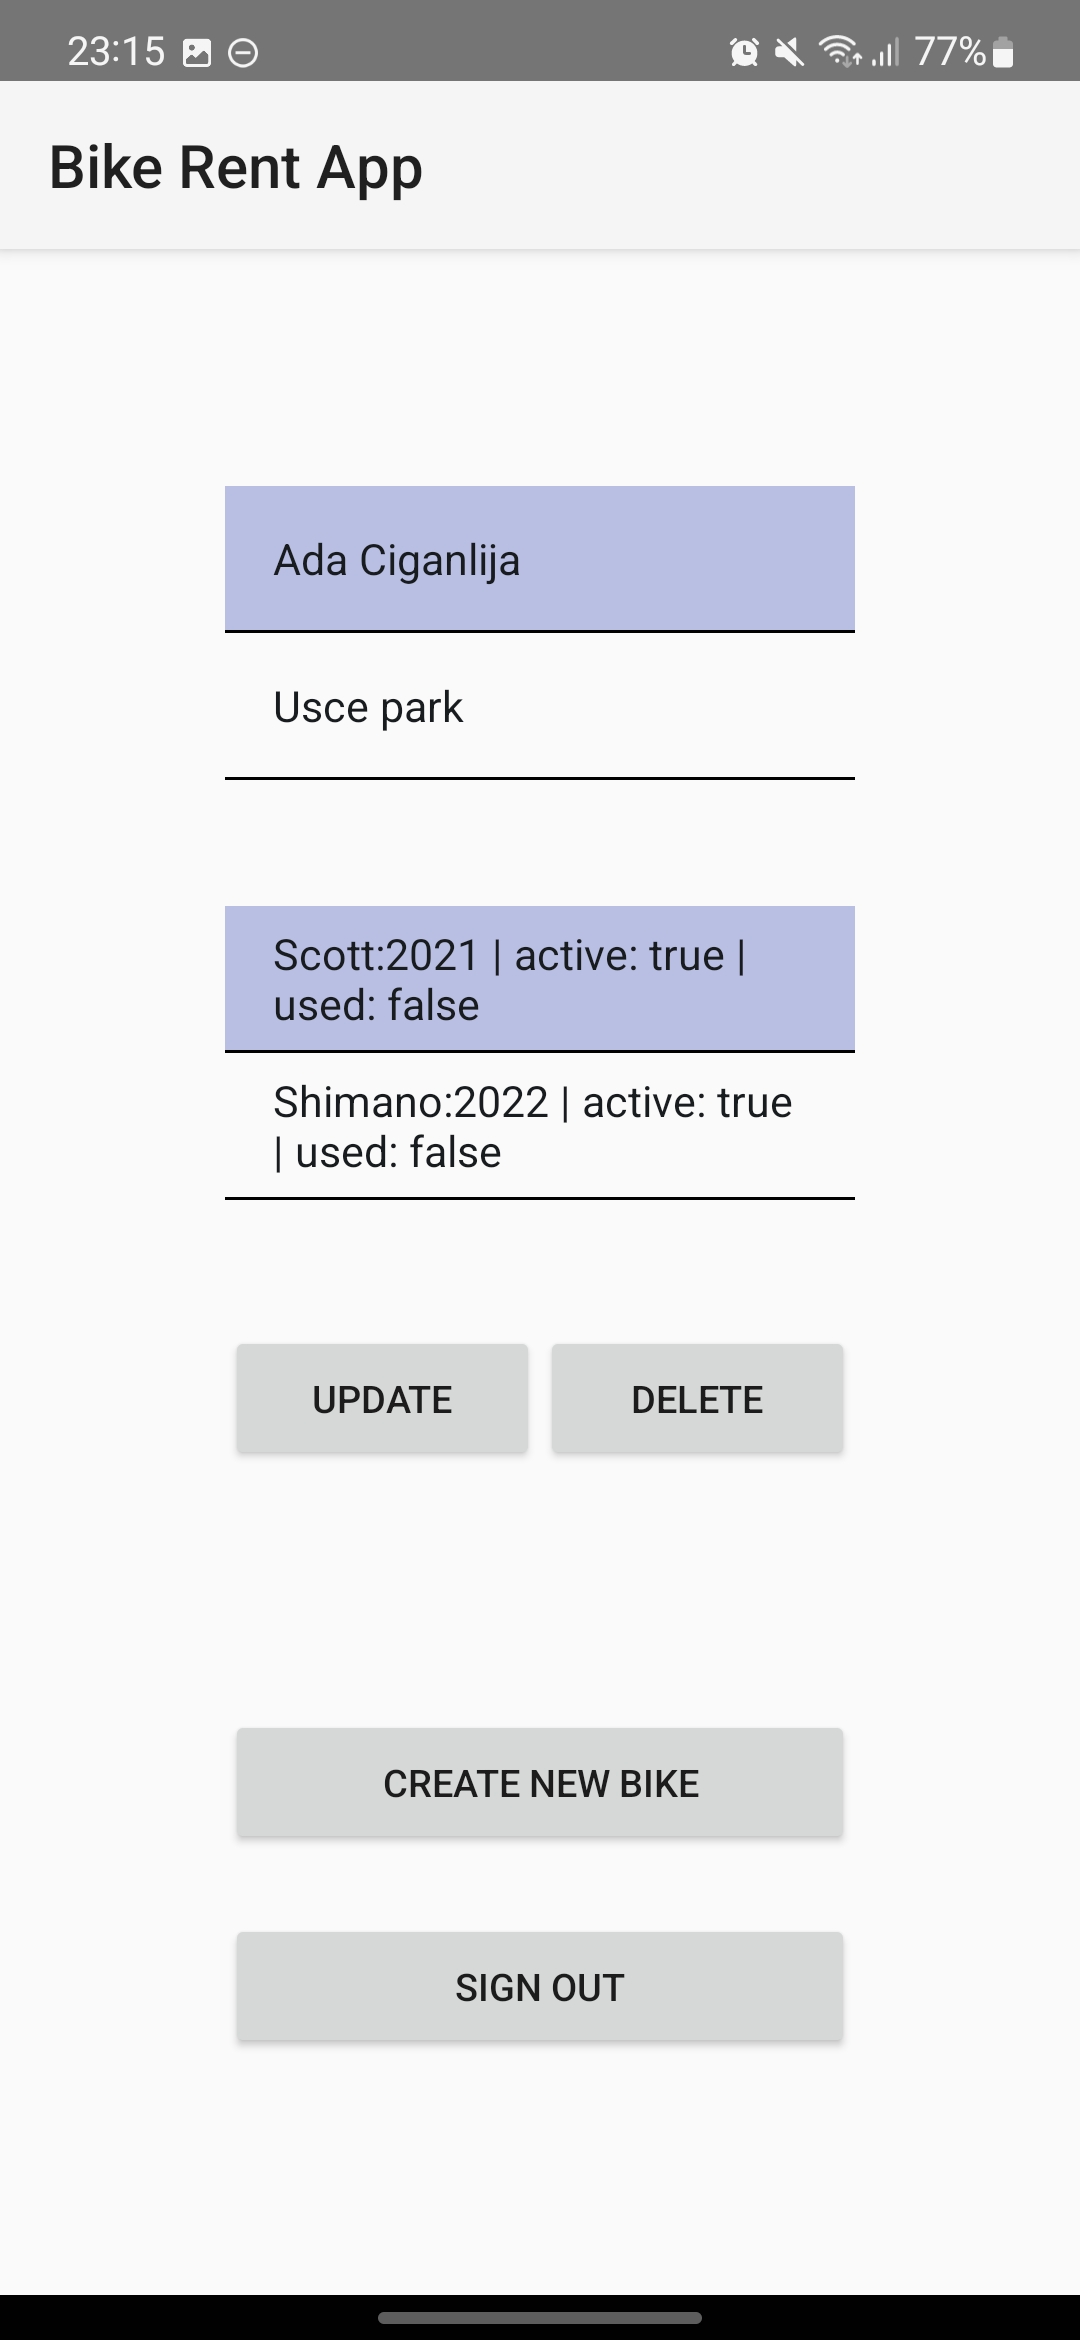 23:15 77%
Bike Rent App
Ada Ciganlija
Usce park
Scott:2021 | active: true |
used: false
Shimano:2022 | active: true
| used: false
UPDATE DELETE
CREATE NEW BIKE
SIGN OUT